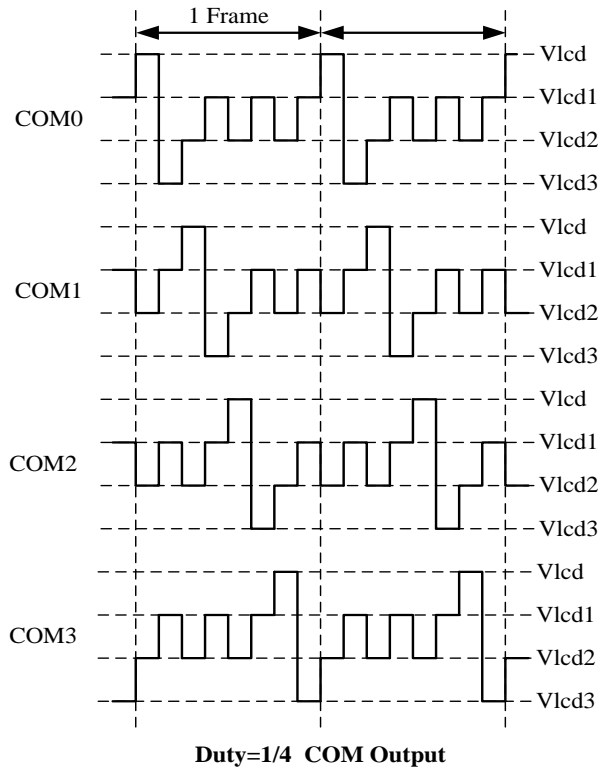 1 Frame
COM0
Vlcd
Vlcd1
Vlcd2
Vlcd3
COM1
Vlcd
Vlcd1
Vlcd2
Vlcd3
COM2
Vlcd
Vlcd1
Vlcd2
Vlcd3
COM3
Vlcd
Vlcd1
Vlcd2
Vlcd3
Duty=1/4 COM Output